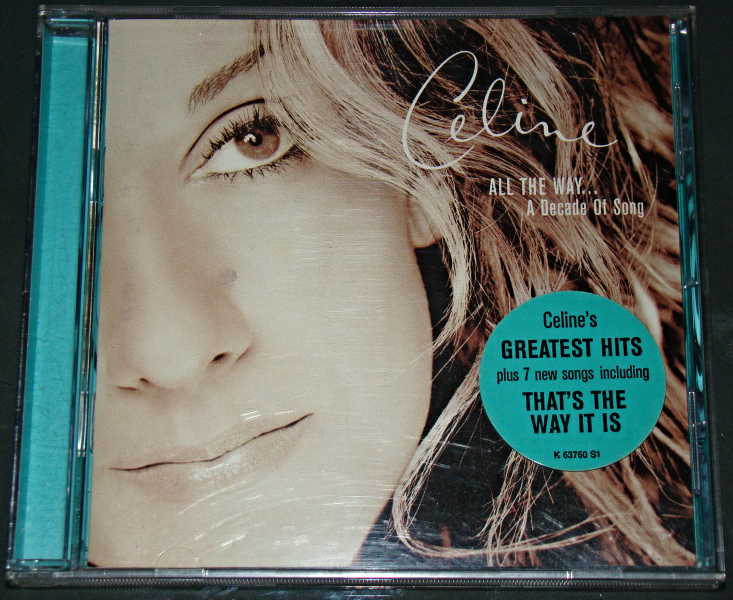 Celine
ALL THE WAY...
A Decade Of Song
Celine's
GREATEST HITS
plus 7 new songs including
THAT'S THE
WAY IT IS
K 63760 S1